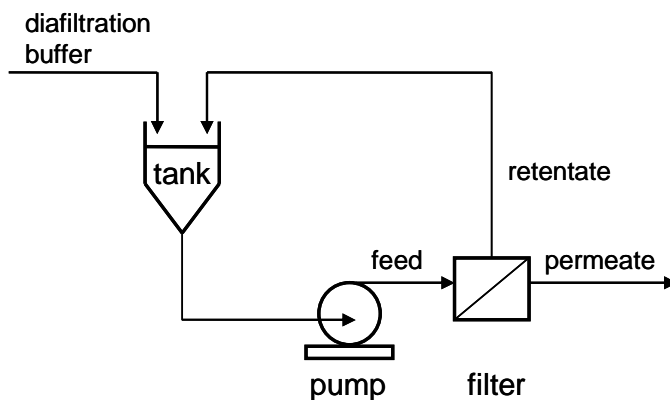 diafiltration
buffer
tank
retentate
feed
permeate
pump
filter